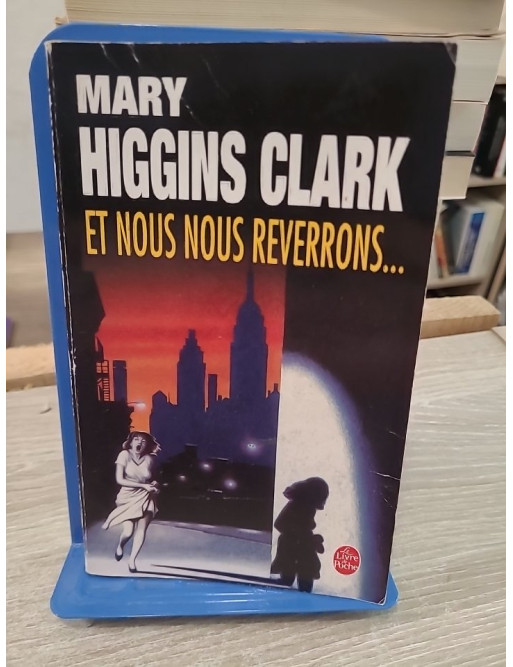 MARY
HIGGINS CLARK
ET NOUS NOUS REVERRONS...
Le
Livre
de
Poche